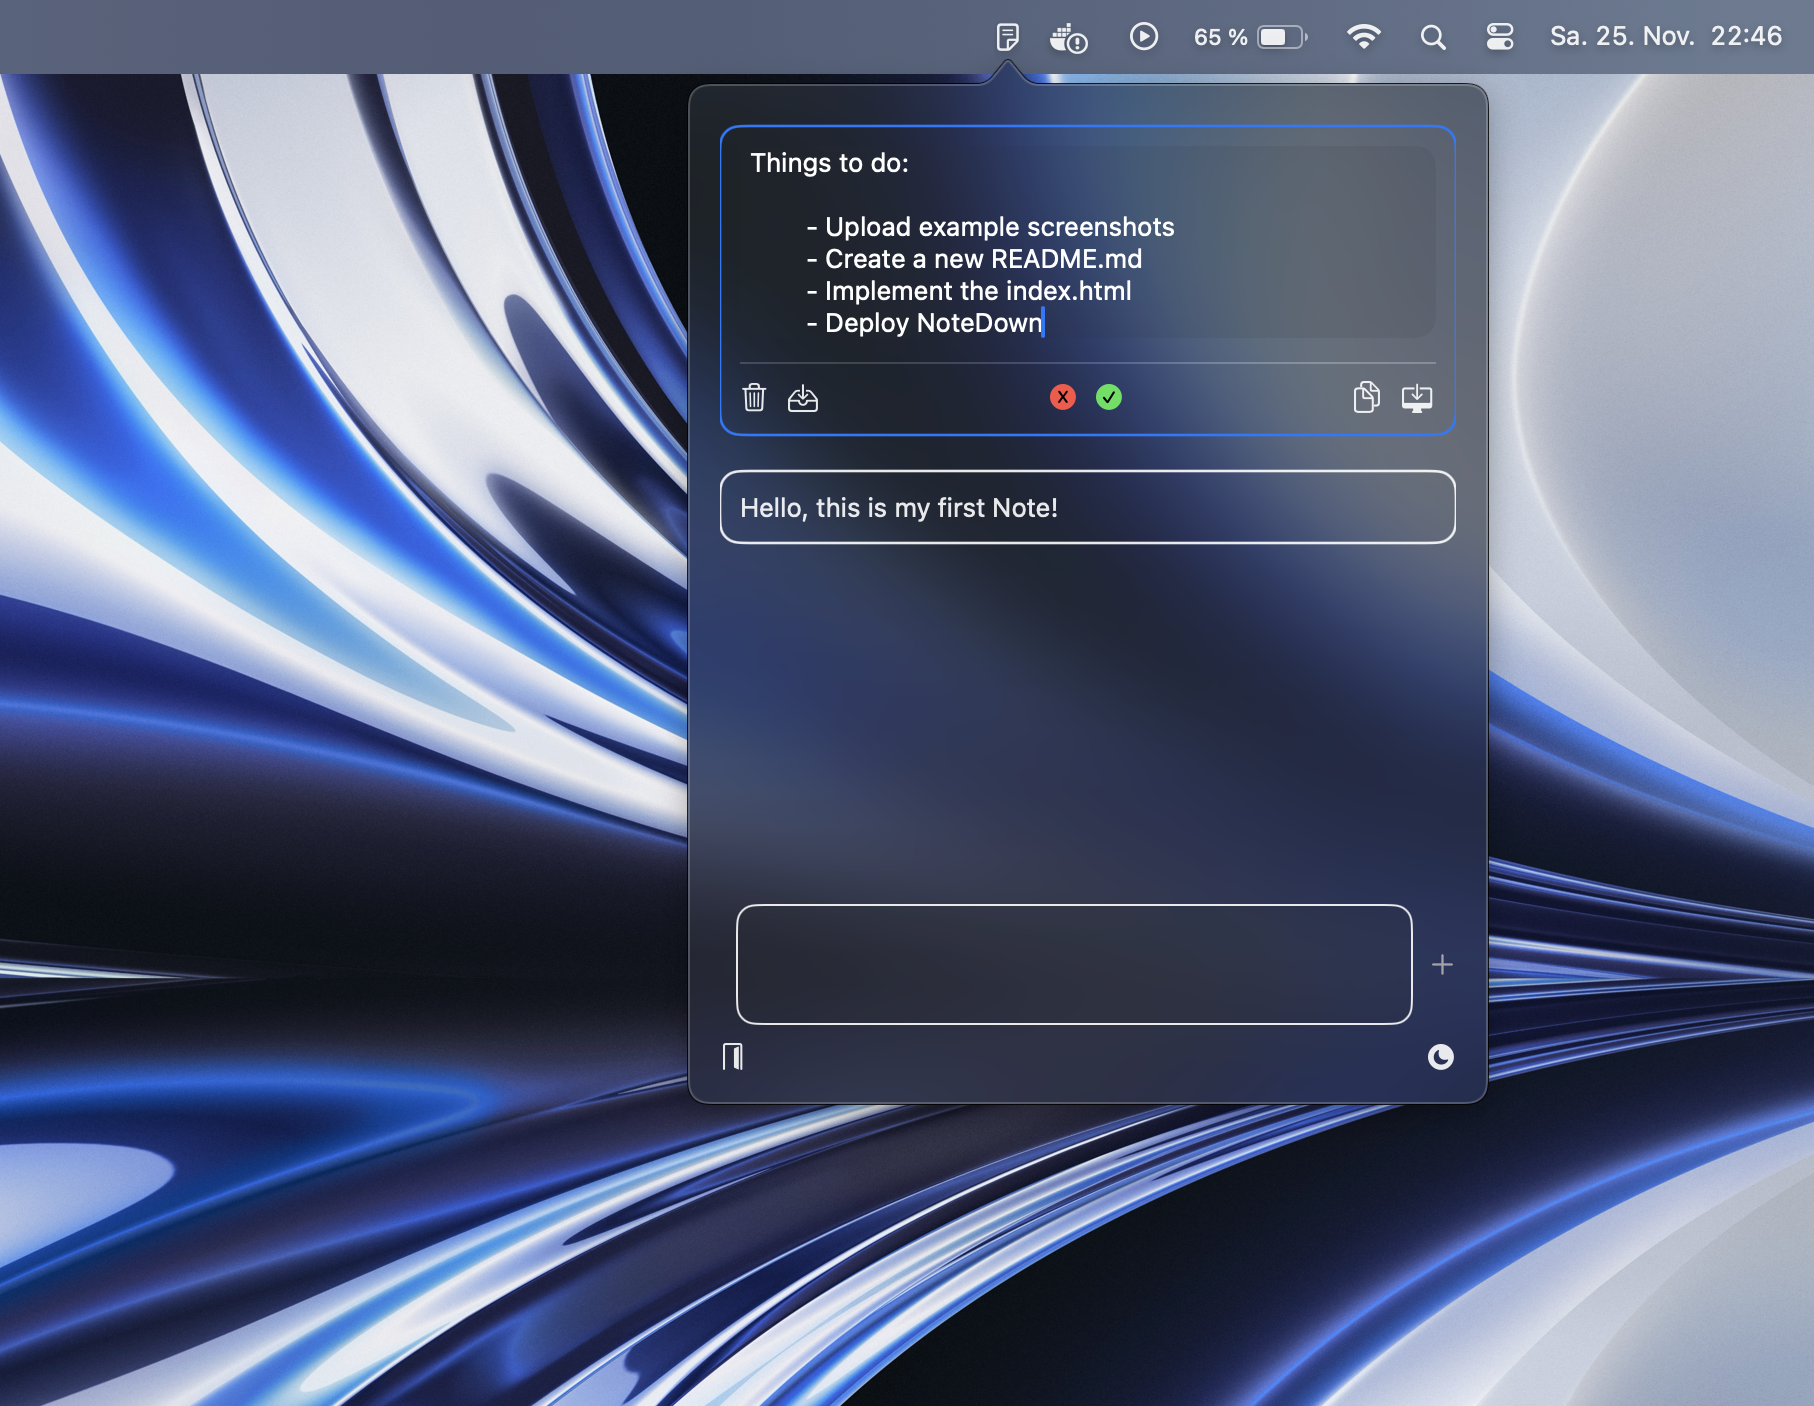 65 %
Sa. 25. Nov. 22:46
Things to do:
- Upload example screenshots
- Create a new README.md
- Implement the index.html
- Deploy NoteDown
X
Hello, this is my first Note!